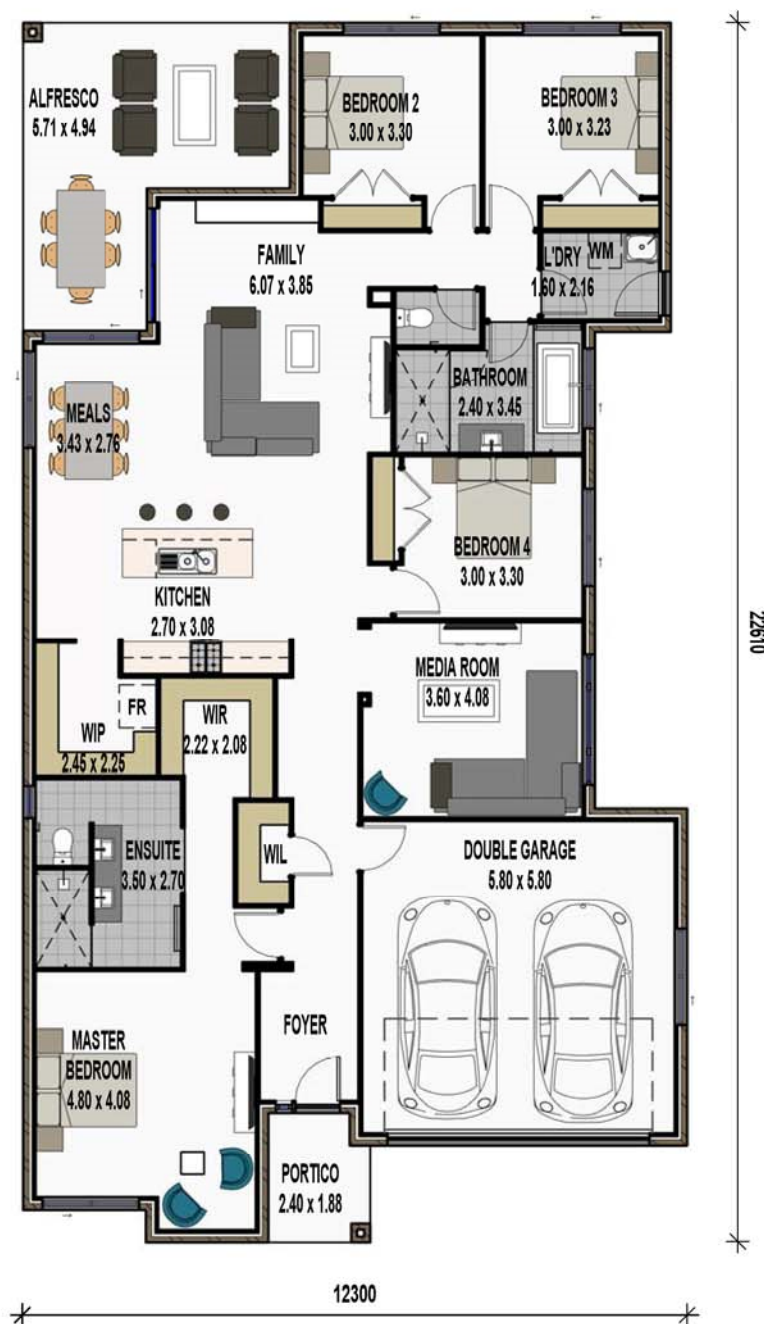 ALFRESCO
5.71 x 4.94
BEDROOM 2
3.00 x 3.30
BEDROOM 3
3.00 x 3.23
FAMILY
6.07 x 3.85
L'DRY
WM
1.60 x 2.16
MEALS
3.43 x 2.76
BATHROOM
2.40 x 3.45
BEDROOM 4
3.00 x 3.30
KITCHEN
2.70 x 3.08
22610
MEDIA ROOM
3.60 x 4.08
FR
WIP
2.45 x 2.25
WIR
2.22 x 2.08
ENSUITE
3.50 x 2.70
WIL
DOUBLE GARAGE
5.80 x 5.80
FOYER
MASTER
BEDROOM
4.80 x 4.08
PORTICO
2.40 x 1.88
12300